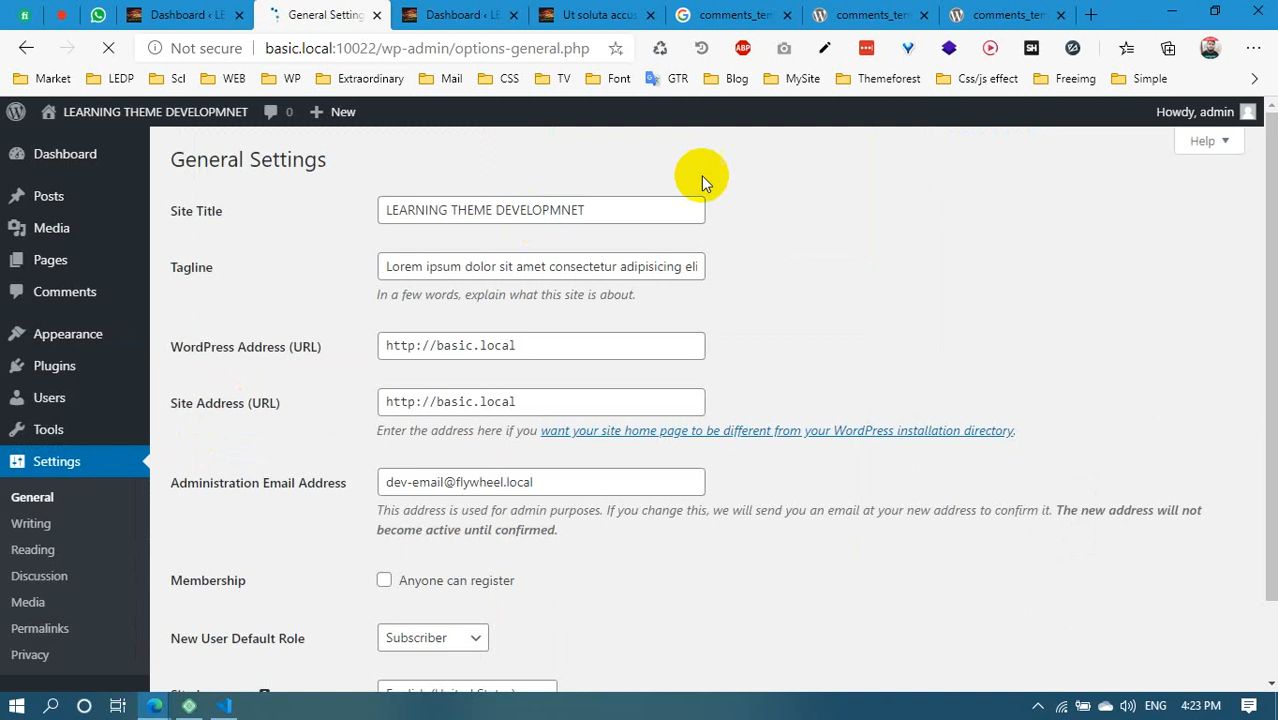 Dashboard ‹ LE
General Setting
Dashboard ‹ LE
Ut soluta accus
comments_tem
comments_tem
comments_tem
Not secure
basic.local:10022/wp-admin/options-general.php
ABP
SH
Market
LEDP
Scl
WEB
WP
Extraordinary
Mail
CSS
TV
Font
GTR
Blog
MySite
Themeforest
Css/js effect
Freeimg
Simple
LEARNING THEME DEVELOPMNET
0
New
Howdy, admin
Help
Dashboard
Posts
Media
Pages
Comments
Appearance
Plugins
Users
Tools
Settings
General
Writing
Reading
Discussion
Media
Permalinks
Privacy
General Settings
Site Title
LEARNING THEME DEVELOPMNET
Tagline
Lorem ipsum dolor sit amet consectetur adipisicing eli
In a few words, explain what this site is about.
WordPress Address (URL)
http://basic.local
Site Address (URL)
http://basic.local
Enter the address here if you want your site home page to be different from your WordPress installation directory.
Administration Email Address
dev-email@flywheel.local
This address is used for admin purposes. If you change this, we will send you an email at your new address to confirm it. The new address will not
become active until confirmed.
Membership
Anyone can register
New User Default Role
Subscriber
ENG
4:23 PM